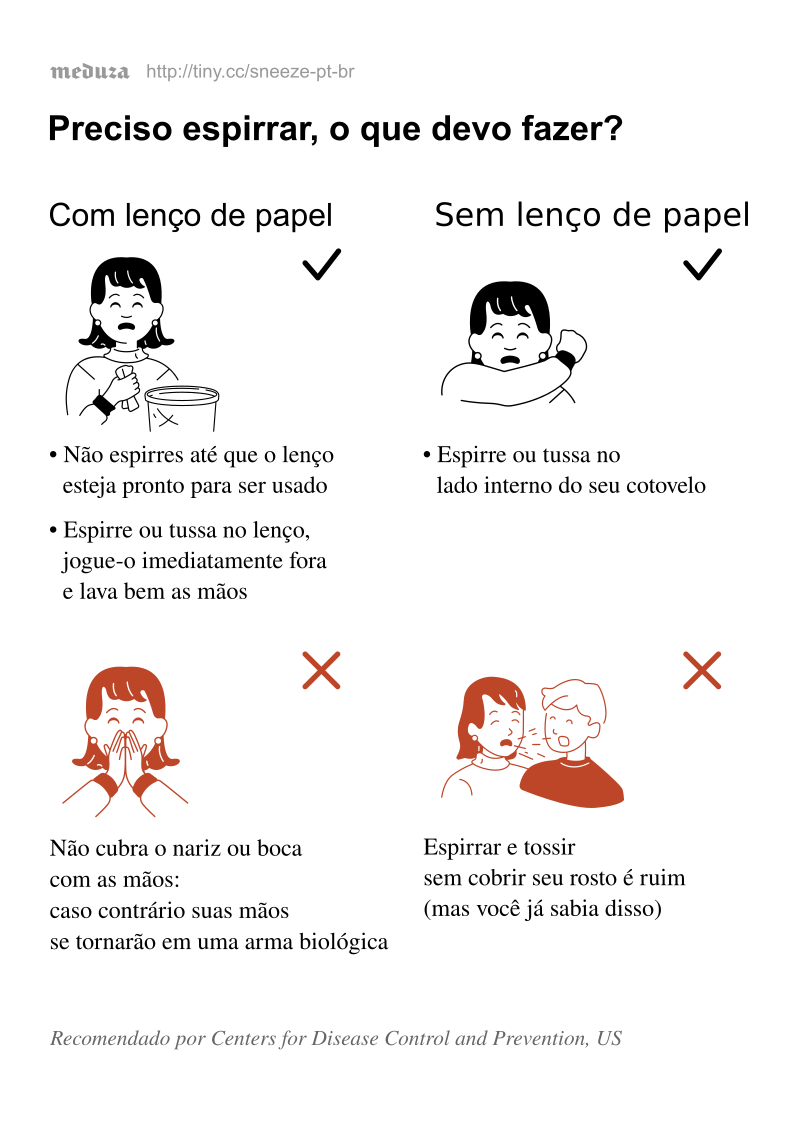 meduza http://tiny.cc/sneeze-pt-br
Preciso espirrar, o que devo fazer?
Com lenço de papel
• Não espirres até que o lenço
esteja pronto para ser usado
• Espirre ou tussa no lenço,
jogue-o imediatamente fora
e lava bem as mãos
Sem lenço de papel
• Espirre ou tussa no
lado interno do seu cotovelo
Não cubra o nariz ou boca
com as mãos:
caso contrário suas mãos
se tornarão em uma arma biológica
Espirrar e tossir
sem cobrir seu rosto é ruim
(mas você já sabia disso)
Recomendado por Centers for Disease Control and Prevention, US